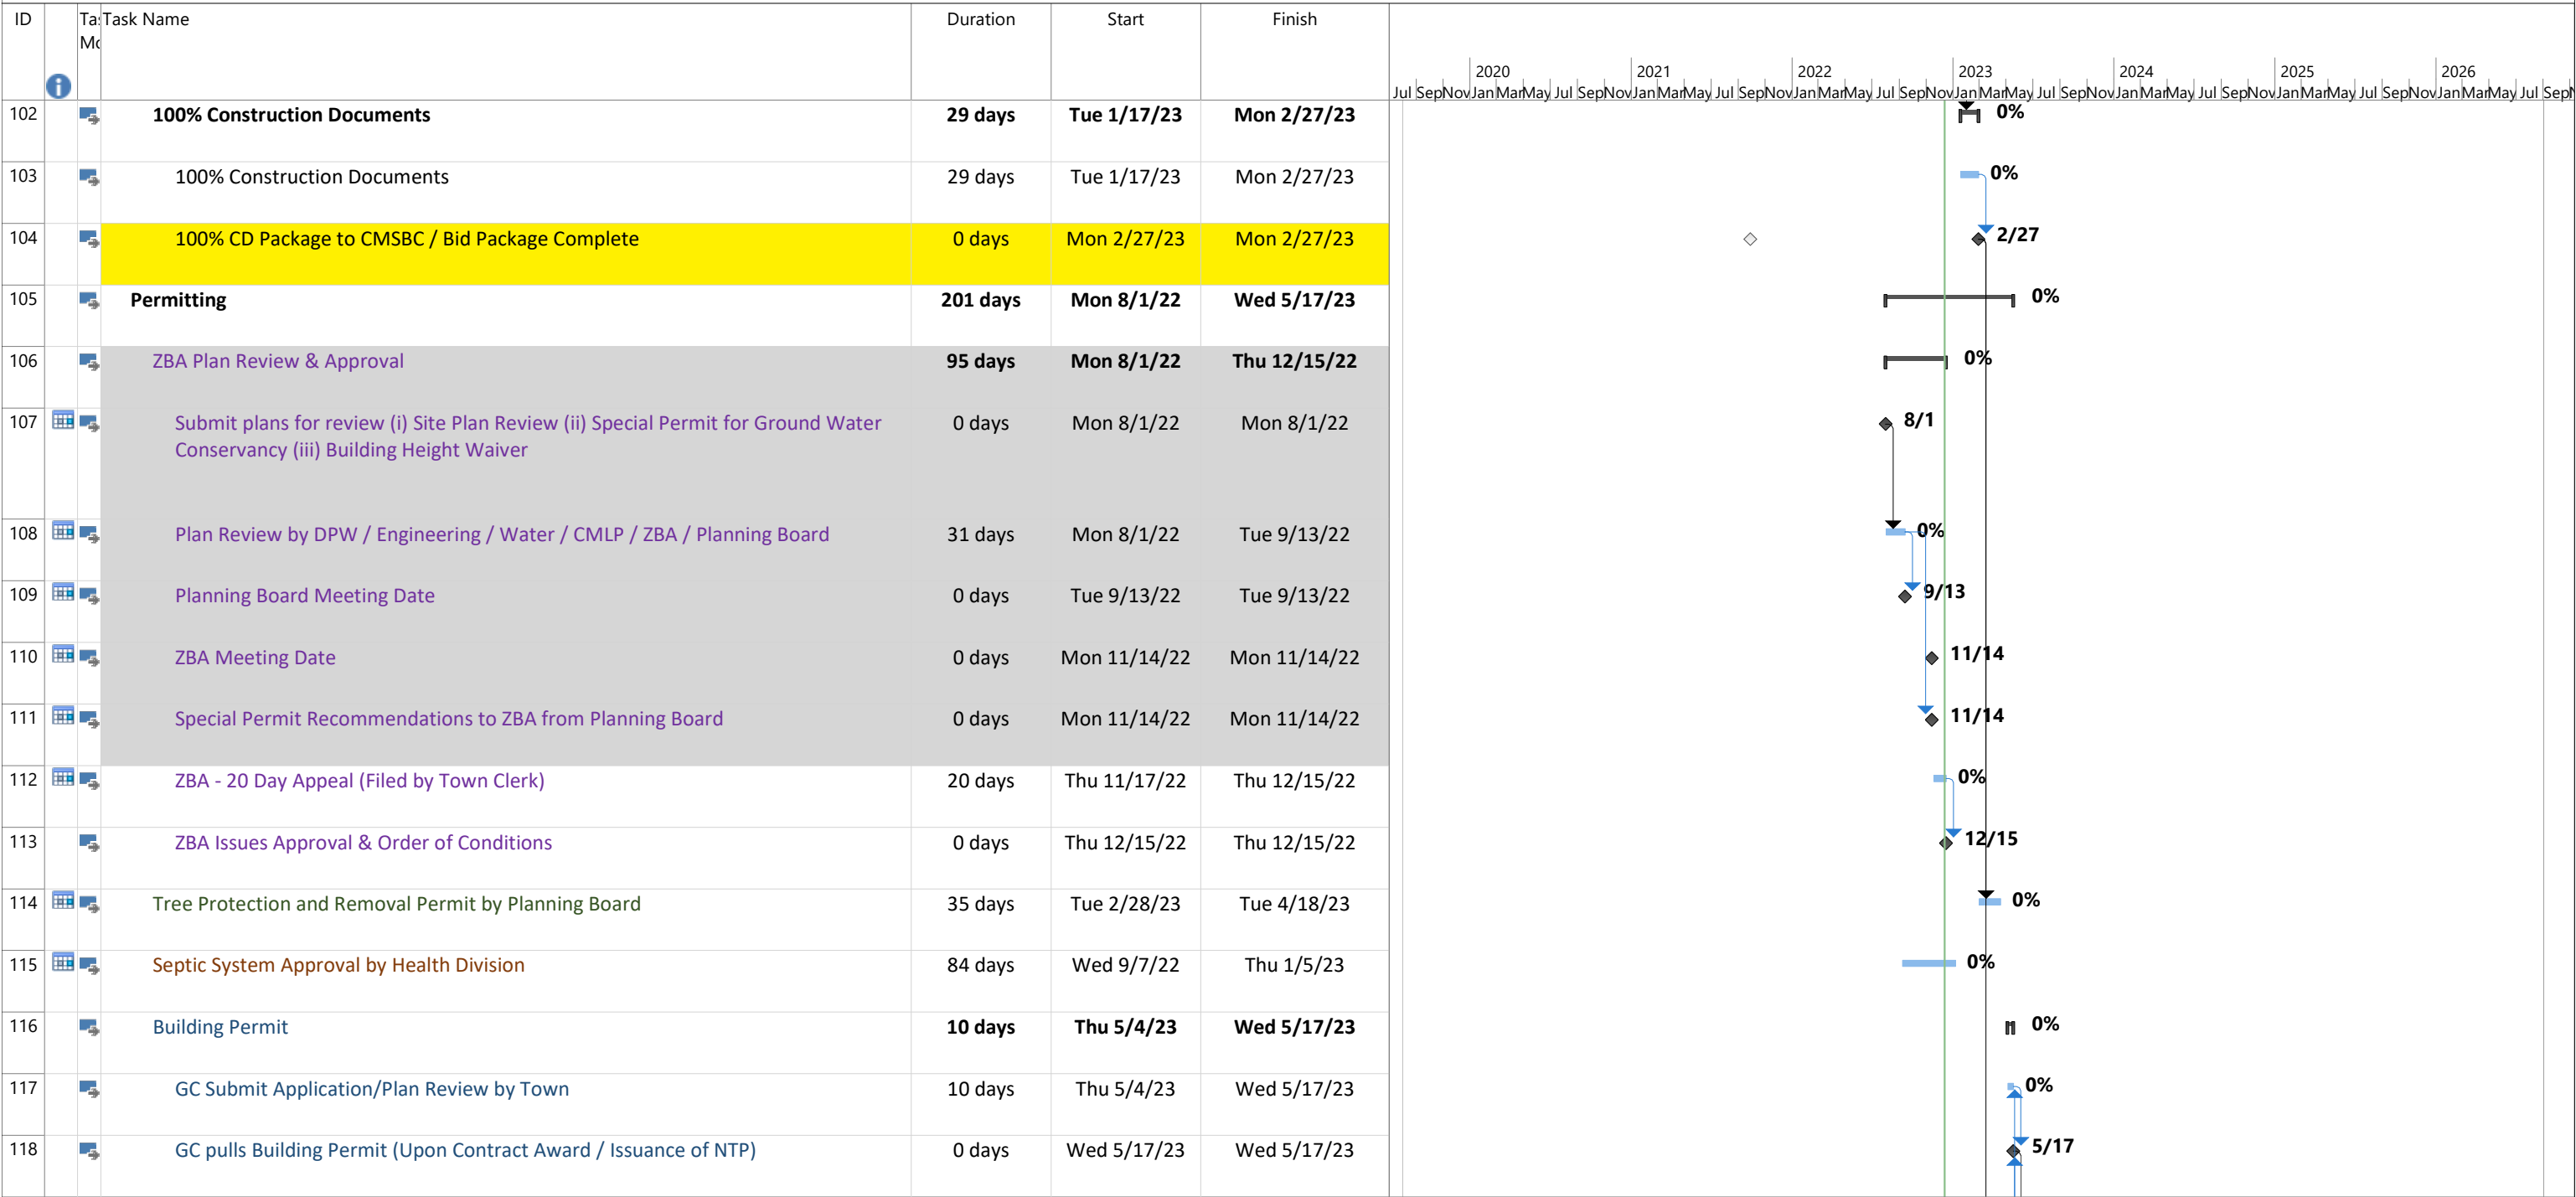 ID Tas Task Name Duration Start Finish
Mo
2020 2021 2022 2023 2024 2025 2026
Jul Sep Nov Jan Mar May Jul Sep Nov Jan Mar May Jul Sep Nov Jan Mar May Jul Sep Nov Jan Mar May Jul Sep Nov Jan Mar May Jul Sep Nov Jan Mar May Jul Sep Nov Jan Mar May Jul Sep
102 100% Construction Documents 29 days Tue 1/17/23 Mon 2/27/23 0%
103 100% Construction Documents 29 days Tue 1/17/23 Mon 2/27/23 0%
104 100% CD Package to CMSBC / Bid Package Complete 0 days Mon 2/27/23 Mon 2/27/23 2/27
105 Permitting 201 days Mon 8/1/22 Wed 5/17/23 0%
106 ZBA Plan Review & Approval 95 days Mon 8/1/22 Thu 12/15/22 0%
107 Submit plans for review (i) Site Plan Review (ii) Special Permit for Ground Water 0 days Mon 8/1/22 Mon 8/1/22 8/1
Conservancy (iii) Building Height Waiver
108 Plan Review by DPW / Engineering / Water / CMLP / ZBA / Planning Board 31 days Mon 8/1/22 Tue 9/13/22 0%
109 Planning Board Meeting Date 0 days Tue 9/13/22 Tue 9/13/22 9/13
110 ZBA Meeting Date 0 days Mon 11/14/22 Mon 11/14/22 11/14
111 Special Permit Recommendations to ZBA from Planning Board 0 days Mon 11/14/22 Mon 11/14/22 11/14
112 ZBA - 20 Day Appeal (Filed by Town Clerk) 20 days Thu 11/17/22 Thu 12/15/22 0%
113 ZBA Issues Approval & Order of Conditions 0 days Thu 12/15/22 Thu 12/15/22 12/15
114 Tree Protection and Removal Permit by Planning Board 35 days Tue 2/28/23 Tue 4/18/23 0%
115 Septic System Approval by Health Division 84 days Wed 9/7/22 Thu 1/5/23 0%
116 Building Permit 10 days Thu 5/4/23 Wed 5/17/23 0%
117 GC Submit Application/Plan Review by Town 10 days Thu 5/4/23 Wed 5/17/23 0%
118 GC pulls Building Permit (Upon Contract Award / Issuance of NTP) 0 days Wed 5/17/23 Wed 5/17/23 5/17